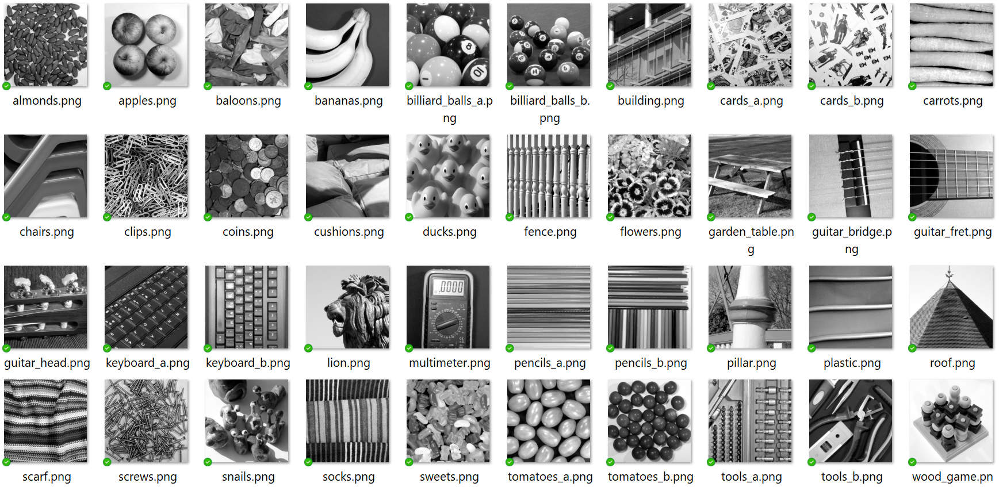 almonds.png
apples.png
baloons.png
bananas.png
billiard_balls_a.p
ng
billiard_balls_b.
png
building.png
cards_a.png
cards_b.png
carrots.png
chairs.png
clips.png
coins.png
cushions.png
ducks.png
fence.png
flowers.png
garden_table.pn
g
guitar_bridge.p
ng
guitar_fret.png
guitar_head.png
keyboard_a.png
keyboard_b.png
lion.png
multimeter.png
pencils_a.png
pencils_b.png
pillar.png
plastic.png
roof.png
scarf.png
screws.png
snails.png
socks.png
sweets.png
tomatoes_a.png
tomatoes_b.png
tools_a.png
tools_b.png
wood_game.pn